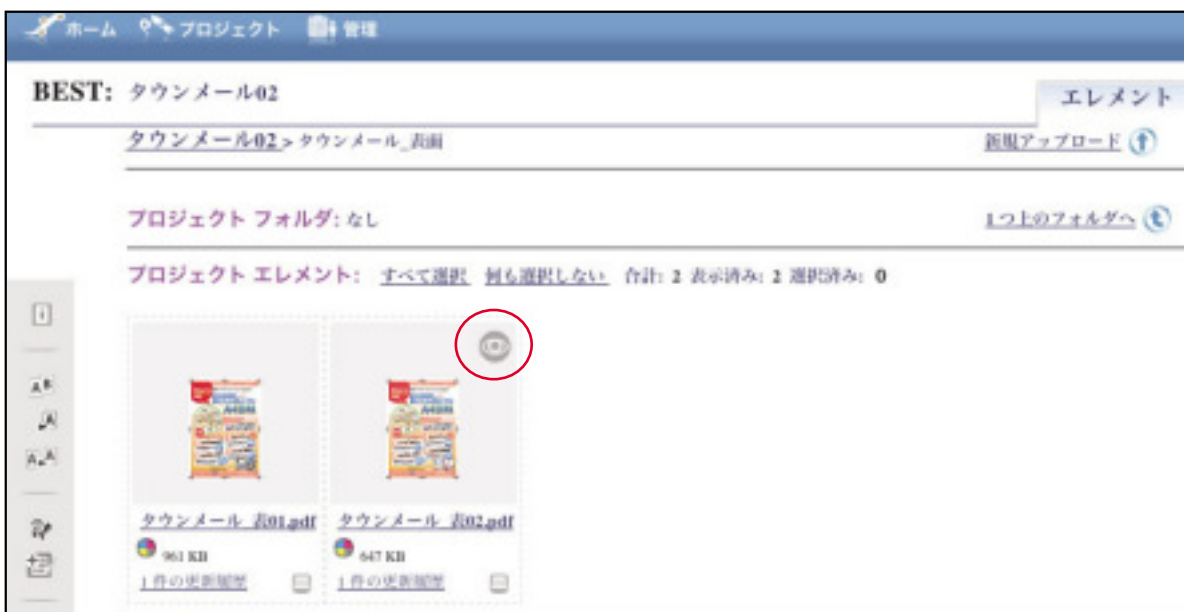 ホーム プロジェクト 管理
BEST: タウンメール02
エレメント
タウンメール02 > タウンメール_表面
新規アップロード
プロジェクト フォルダ: なし
1つ上のフォルダへ
プロジェクト エレメント: すべて選択 何も選択しない 合計: 2 表示済み: 2 選択済み: 0
タウンメール 表01.pdf タウンメール 表02.pdf
961 KB 647 KB
1件の更新履歴 1件の更新履歴